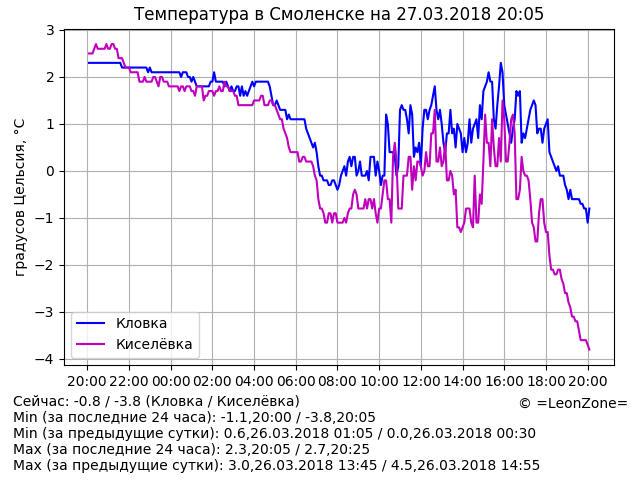 Температура в Смоленске на 27.03.2018 20:05
градусов Цельсия, °C
3
2
1
0
−1
−2
−3
−4
Кловка
Киселёвка
20:00 22:00 00:00 02:00 04:00 06:00 08:00 10:00 12:00 14:00 16:00 18:00 20:00
Сейчас: -0.8 / -3.8 (Кловка / Киселёвка)
© =LeonZone=
Min (за последние 24 часа): -1.1,20:00 / -3.8,20:05
Min (за предыдущие сутки): 0.6,26.03.2018 01:05 / 0.0,26.03.2018 00:30
Max (за последние 24 часа): 2.3,20:05 / 2.7,20:25
Max (за предыдущие сутки): 3.0,26.03.2018 13:45 / 4.5,26.03.2018 14:55